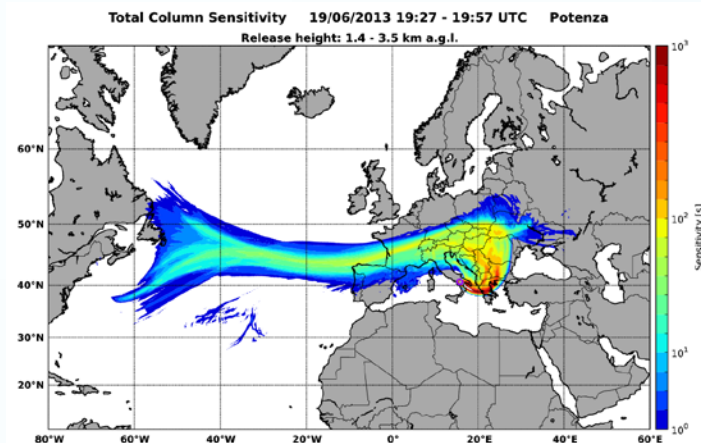 Total Column Sensitivity 19/06/2013 19:27 - 19:57 UTC Potenza
Release height: 1.4 - 3.5 km a.g.l.
10³
60°N
50°N
10²
Sensitivity [s]
40°N
30°N
10¹
20°N
10⁰
80°W 60°W 40°W 20°W 0° 20°E 40°E 60°E